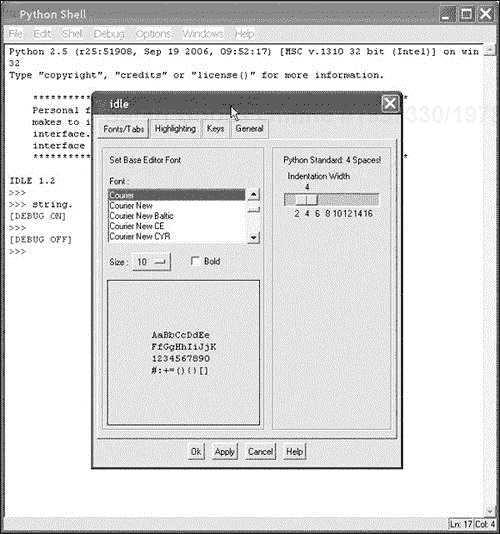 Python Shell
File Edit Shell Debug Options Windows Help
Python 2.5 (r25:51908, Sep 19 2006, 09:52:17) [MSC v.1310 32 bit (Intel)] on win
32
Type "copyright", "credits" or "license()" for more information.
****
Personal f
makes to i
interface.
interface
****
IDLE 1.2
>>>
>>> string.
[DEBUG ON]
>>>
[DEBUG OFF]
>>>
idle
Fonts/Tabs Highlighting Keys General
Set Base Editor Font
Font :
Courier
Courier New
Courier New Baltic
Courier New CE
Courier New CYR
Size : 10 Bold
AaBbCcDdEe
FfGgHhIiJjK
1234567890
#:+=(){}[]
Python Standard: 4 Spaces!
Indentation Width
4
2 4 6 8 10 12 14 16
Ok Apply Cancel Help
Ln: 17 Col: 4